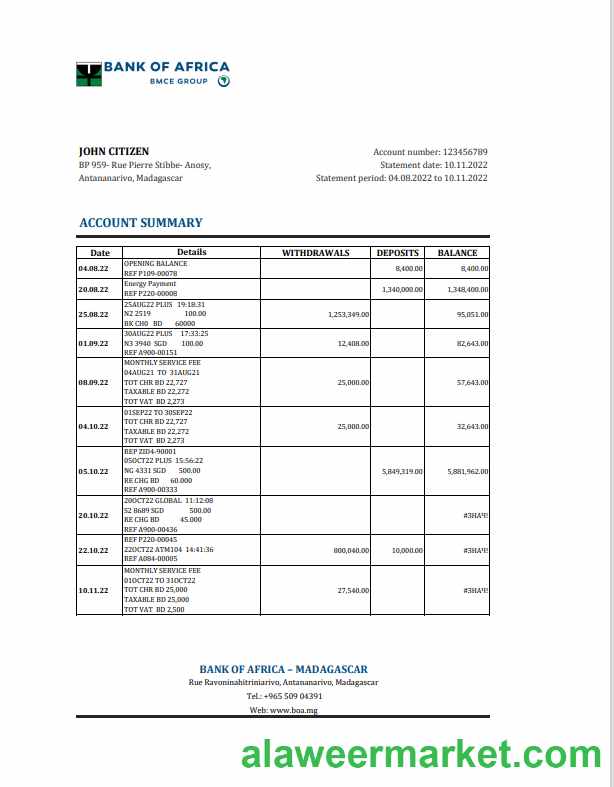 BANK OF AFRICA
BMCE GROUP
JOHN CITIZEN
BP 959- Rue Pierre Stibbe- Anosy,
Antananarivo, Madagascar
Account number: 123456789
Statement date: 10.11.2022
Statement period: 04.08.2022 to 10.11.2022
ACCOUNT SUMMARY
Date Details WITHDRAWALS DEPOSITS BALANCE
04.08.22 OPENING BALANCE 8,400.00 8,400.00
REF P109-00078
20.08.22 Energy Payment 1,340,000.00 1,348,400.00
REF P220-00008
25.08.22 25AUG22 PLUS 19:18:31 1,253,349.00 95,051.00
N2 2519 100.00
BK CH0 BD 60000
01.09.22 30AUG22 PLUS 17:33:25 12,408.00 82,643.00
N3 3940 SGD 100.00
REF A900-00151
08.09.22 MONTHLY SERVICE FEE 25,000.00 57,643.00
04AUG21 TO 31AUG21
TOT CHR BD 22,727
TAXABLE BD 22,272
TOT VAT BD 2,273
04.10.22 01SEP22 TO 30SEP22 25,000.00 32,643.00
TOT CHR BD 22,727
TAXABLE BD 22,272
TOT VAT BD 2,273
05.10.22 REP ZID4-90001 5,849,319.00 5,881,962.00
05OCT22 PLUS 15:56:22
NG 4331 SGD 500.00
RE CHG BD 60.000
REF A900-00333
20.10.22 20OCT22 GLOBAL 11:12:08 #ЗНАЧ!
S2 8689 SGD 500.00
RE CHG BD 45.000
REF A900-00436
22.10.22 REF P220-00045 800,040.00 10,000.00 #ЗНАЧ!
22OCT22 ATM104 14:41:36
REF A084-00005
10.11.22 MONTHLY SERVICE FEE 27,540.00 #ЗНАЧ!
01OCT22 TO 31OCT22
TOT CHR BD 25,000
TAXABLE BD 25,000
TOT VAT BD 2,500
BANK OF AFRICA – MADAGASCAR
Rue Ravoninahitriniarivo, Antananarivo, Madagascar
Tel.: +965 509 04391
Web: www.boa.mg
alaweermarket.com